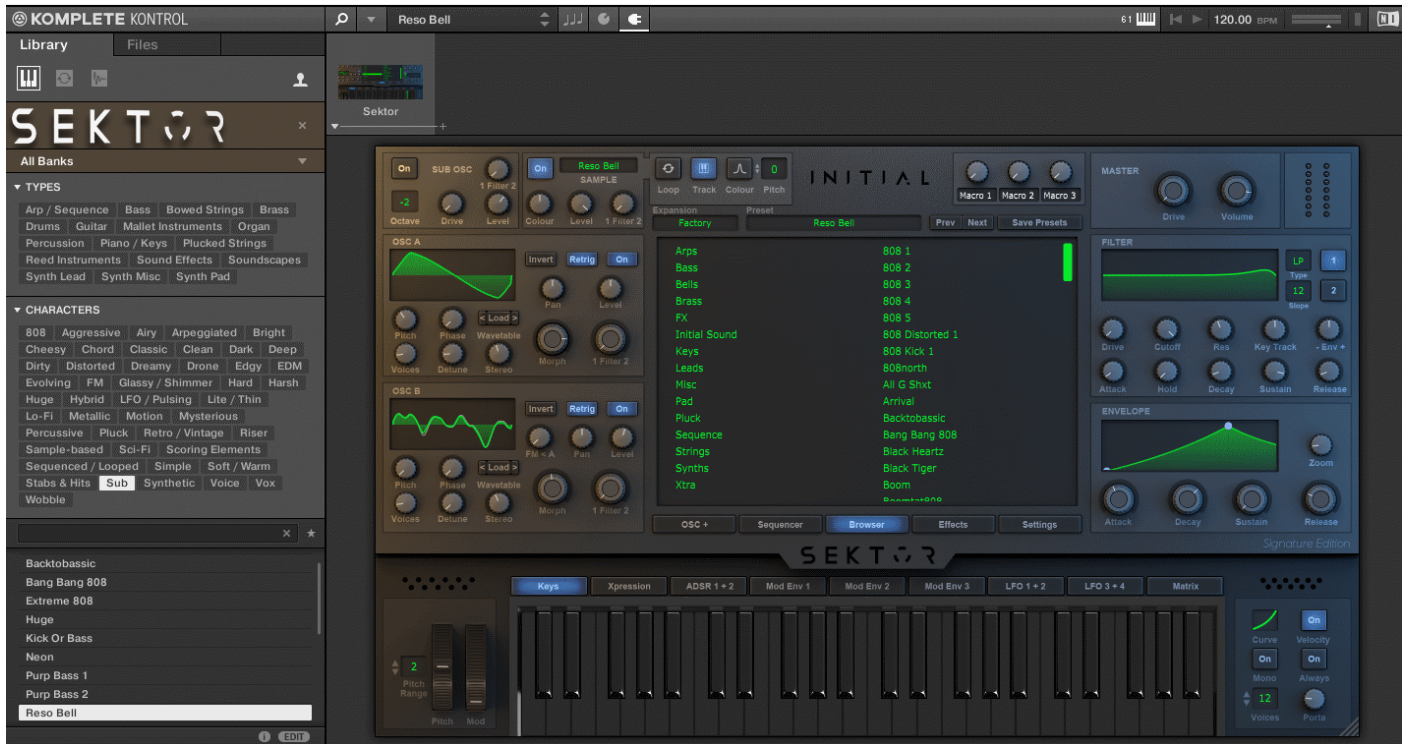 KOMPLETE KONTROL
Reso Bell
61
120.00 BPM
Library
Files
SEKTOR
Sektor
All Banks
TYPES
Arp / Sequence Bass Bowed Strings Brass
Drums Guitar Mallet Instruments Organ
Percussion Piano / Keys Plucked Strings
Reed Instruments Sound Effects Soundscapes
Synth Lead Synth Misc Synth Pad
CHARACTERS
808 Aggressive Airy Arpeggiated Bright
Cheesy Chord Classic Clean Dark Deep
Dirty Distorted Dreamy Drone Edgy EDM
Evolving FM Glassy / Shimmer Hard Harsh
Huge Hybrid LFO / Pulsing Lite / Thin
Lo-Fi Metallic Motion Mysterious
Percussive Pluck Retro / Vintage Riser
Sample-based Sci-Fi Scoring Elements
Sequenced / Looped Simple Soft / Warm
Stabs & Hits Sub Synthetic Voice Vox
Wobble
Backtobassic
Bang Bang 808
Extreme 808
Huge
Kick Or Bass
Neon
Purp Bass 1
Purp Bass 2
Reso Bell
EDIT
On SUB OSC
1 Filter 2
-2
Octave Drive Level
On Reso Bell
SAMPLE
Colour Level 1 Filter 2
0
Loop Track Colour Pitch
INITIAL
Macro 1 Macro 2 Macro 3
Expansion Preset
Factory Reso Bell Prev Next Save Presets
MASTER
Drive Volume
OSC A
Invert Retrig On
Pan Level
< Load >
Pitch Phase Wavetable
Voices Detune Stereo Morph 1 Filter 2
OSC B
Invert Retrig On
FM < A Pan Level
< Load >
Pitch Phase Wavetable
Voices Detune Stereo Morph 1 Filter 2
Arps
Bass
Bells
Brass
FX
Initial Sound
Keys
Leads
Misc
Pad
Pluck
Sequence
Strings
Synths
Xtra
808 1
808 2
808 3
808 4
808 5
808 Distorted 1
808 Kick 1
808north
All G Shxt
Arrival
Backtobassic
Bang Bang 808
Black Heartz
Black Tiger
Boom
Boomtat808
OSC + Sequencer Browser Effects Settings
FILTER
LP 1
Type
12 2
Slope
Drive Cutoff Res Key Track - Env +
Attack Hold Decay Sustain Release
ENVELOPE
Zoom
Attack Decay Sustain Release
Signature Edition
SEKTOR
Keys Xpression ADSR 1 + 2 Mod Env 1 Mod Env 2 Mod Env 3 LFO 1 + 2 LFO 3 + 4 Matrix
2
Pitch
Range
Pitch Mod
On
Curve Velocity
On On
Mono Always
12
Voices Porta